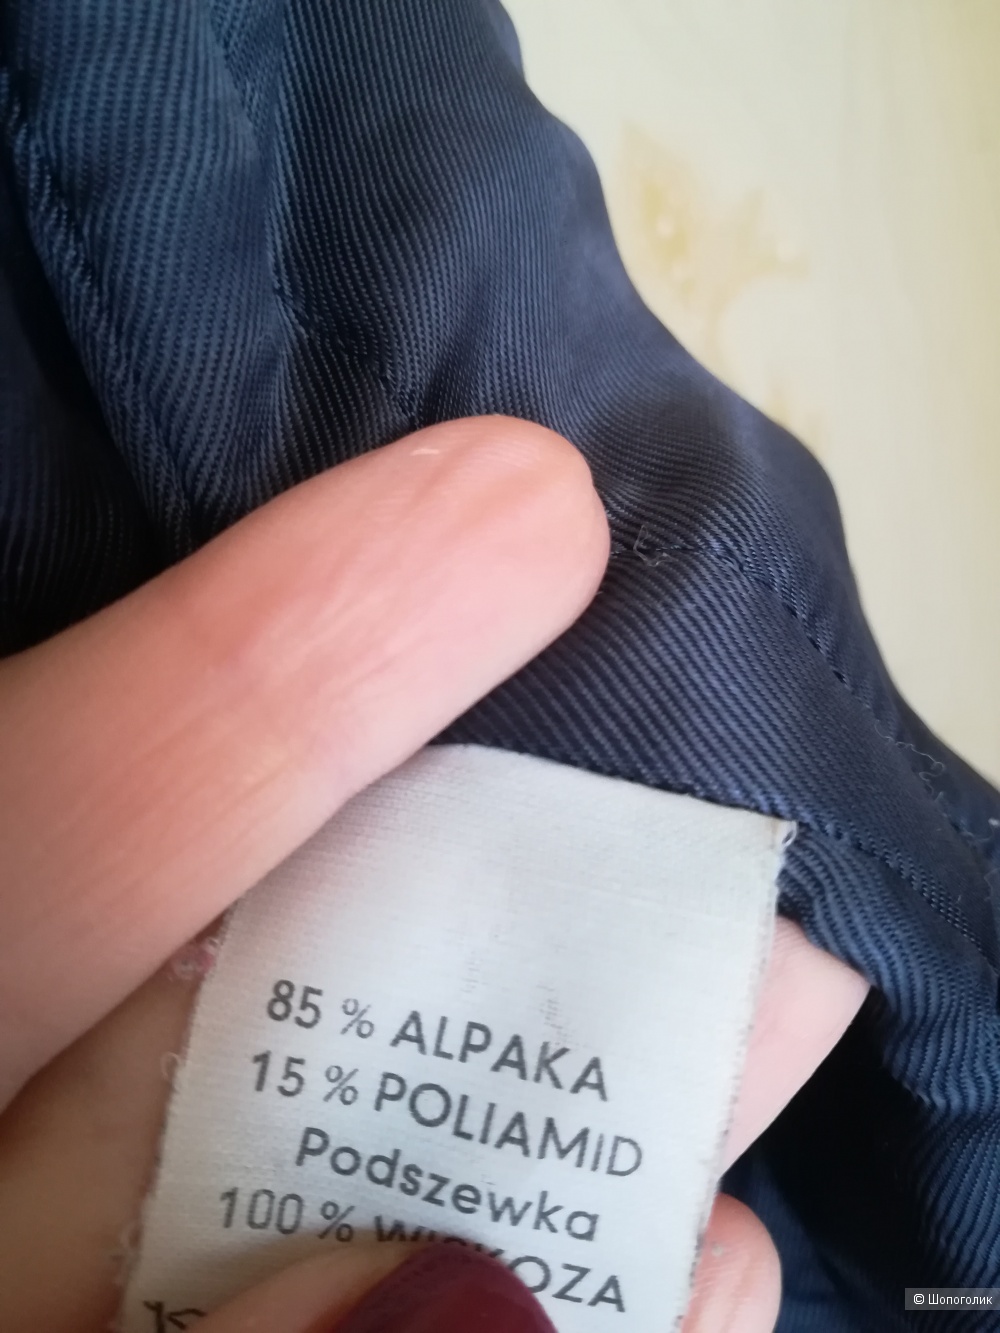 85 % ALPAKA
15 % POLIAMID
Podszewka
100 % WISKOZA
© Шопоголик